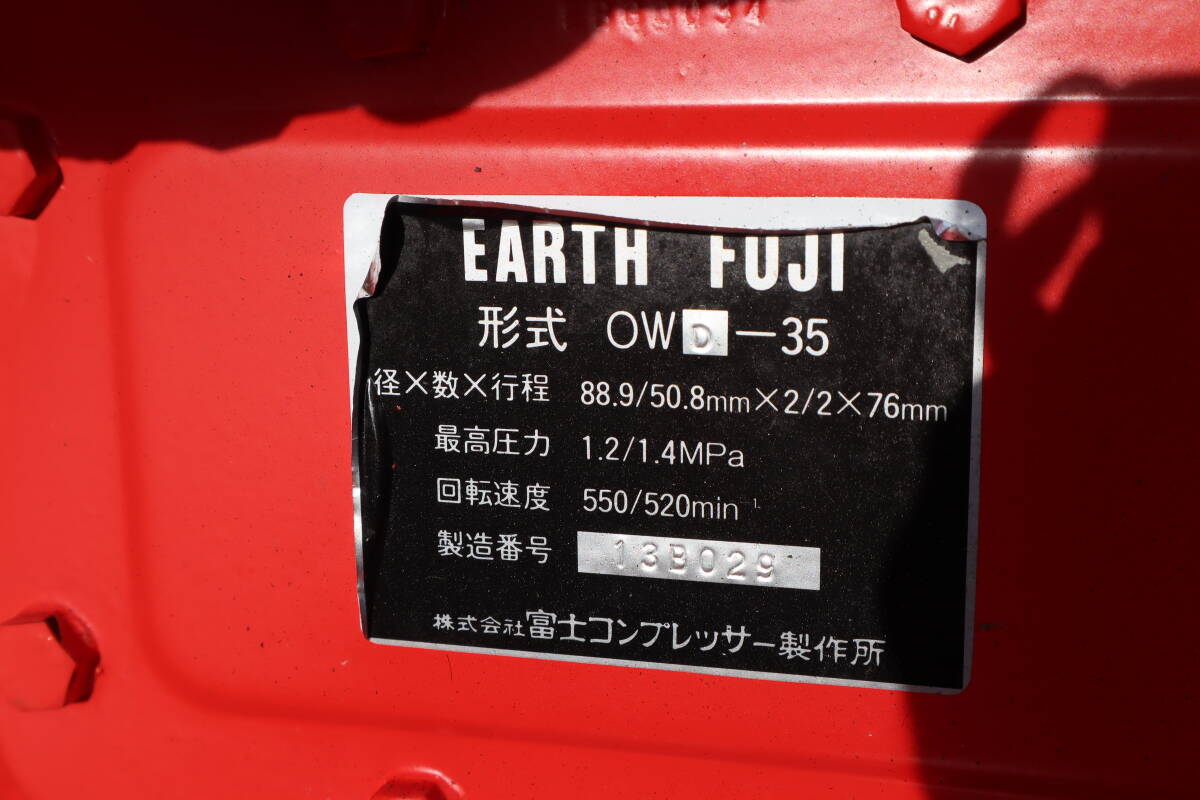 EARTH FUJI
形式 OWD-35
径×数×行程 88.9/50.8mm×2/2×76mm
最高圧力 1.2/1.4MPa
回転速度 550/520min⁻¹
製造番号 13B029
株式会社富士コンプレッサー製作所